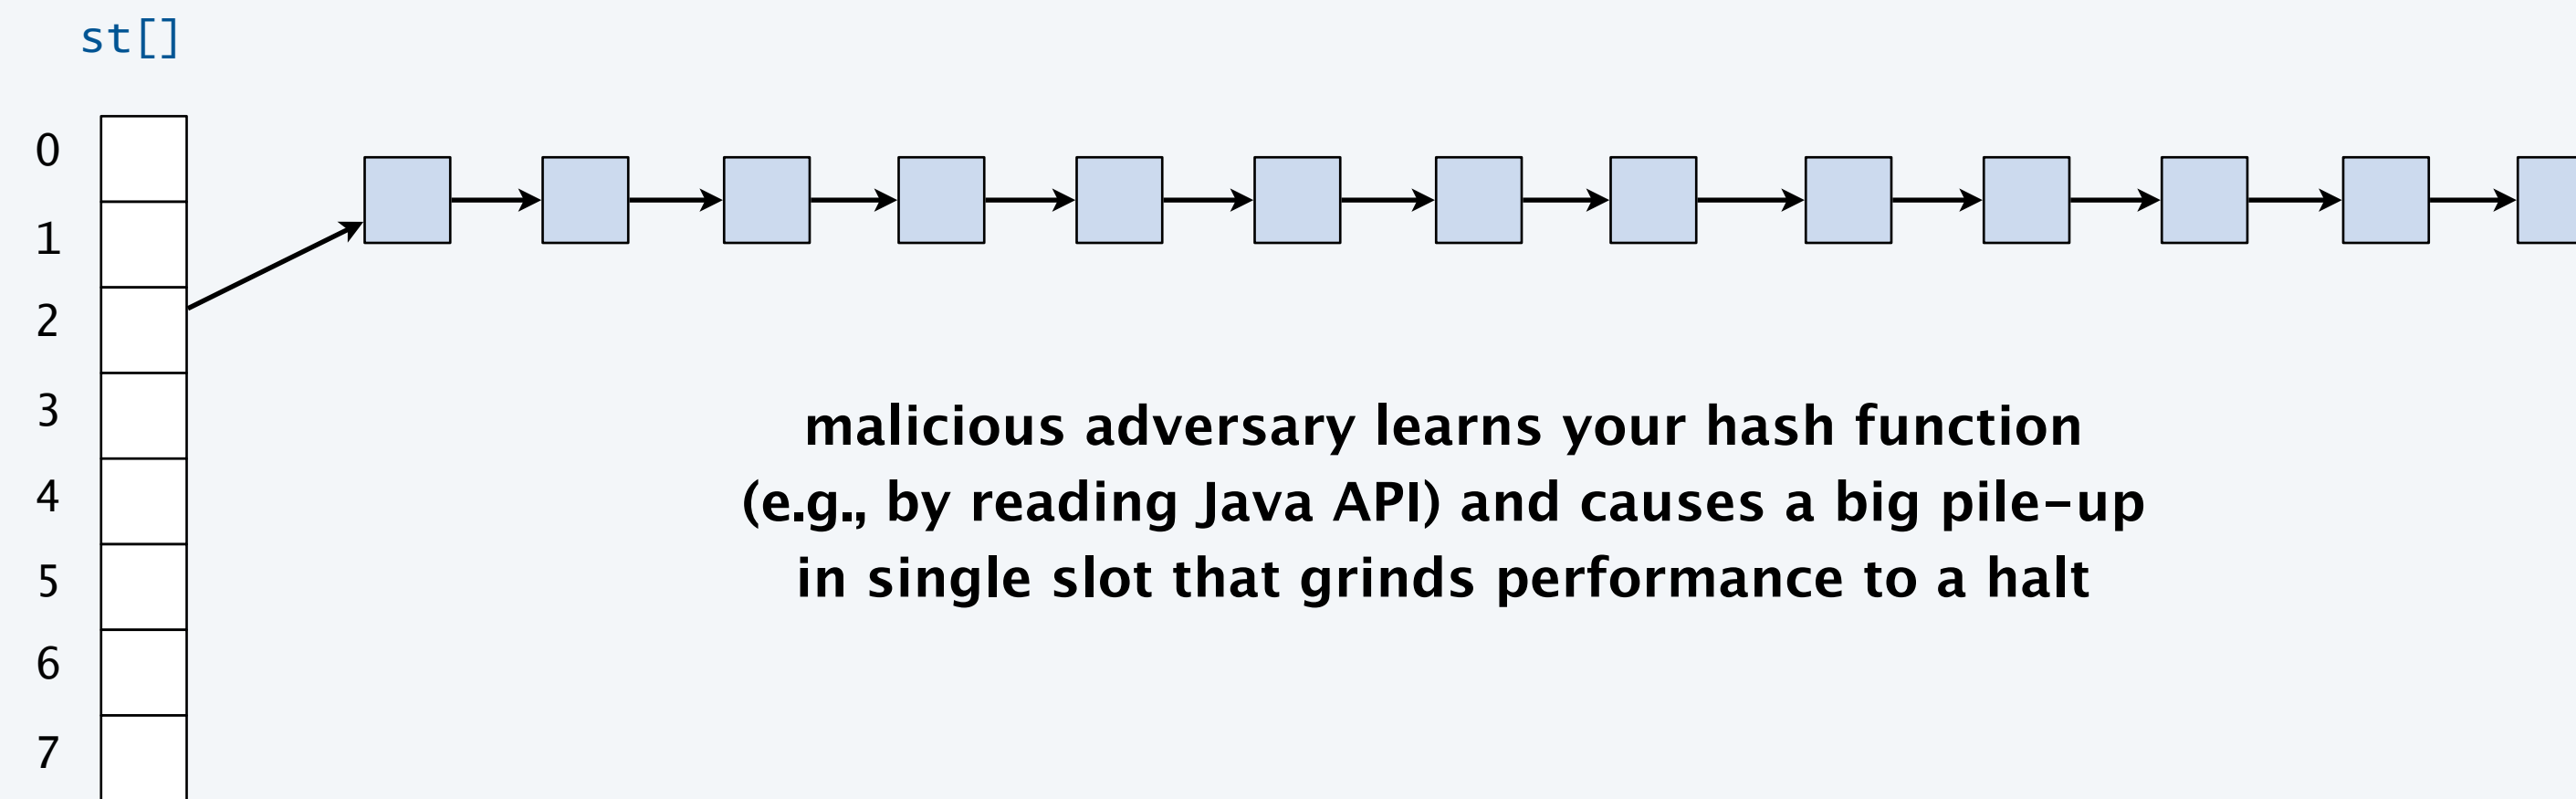 st[]
0
1
2
3
4
5
6
7
malicious adversary learns your hash function
(e.g., by reading Java API) and causes a big pile-up
in single slot that grinds performance to a halt